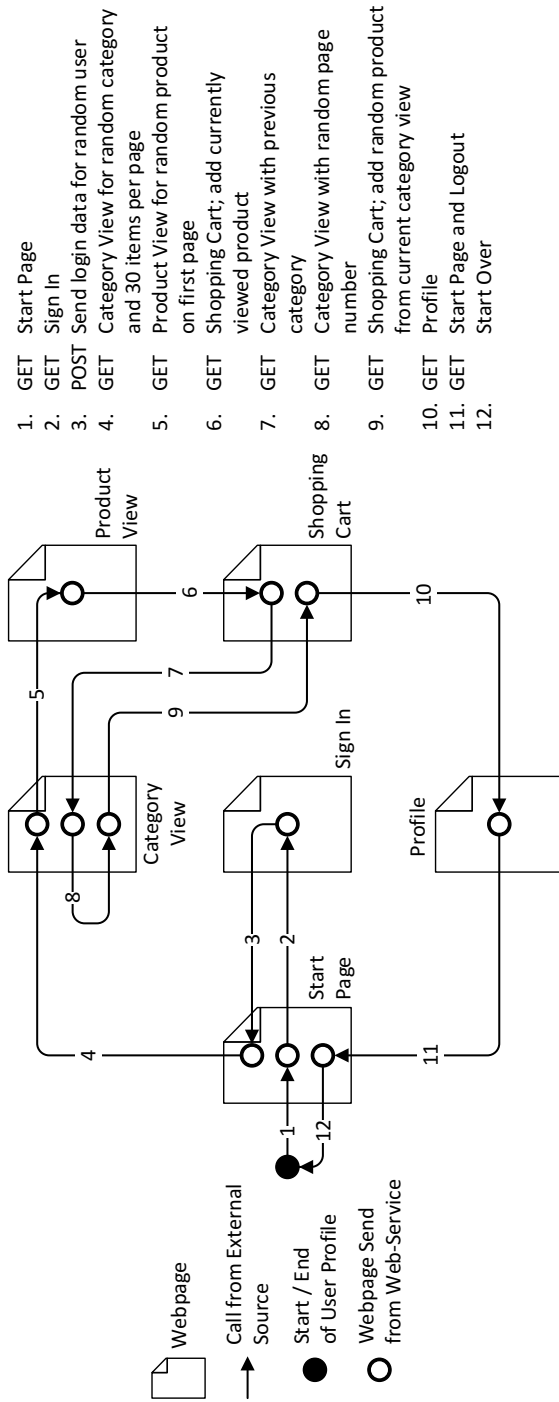 Webpage
Call from External
Source
Start / End
of User Profile
Webpage Send
from Web-Service
1
12
2
3
4
11
Start
Page
Sign In
Profile
8
Category
View
5
7
9
6
10
Product
View
Shopping
Cart
1. GET Start Page
2. GET Sign In
3. POST Send login data for random user
4. GET Category View for random category
and 30 items per page
5. GET Product View for random product
on first page
6. GET Shopping Cart; add currently
viewed product
7. GET Category View with previous
category
8. GET Category View with random page
number
9. GET Shopping Cart; add random product
from current category view
10. GET Profile
11. GET Start Page and Logout
12. Start Over